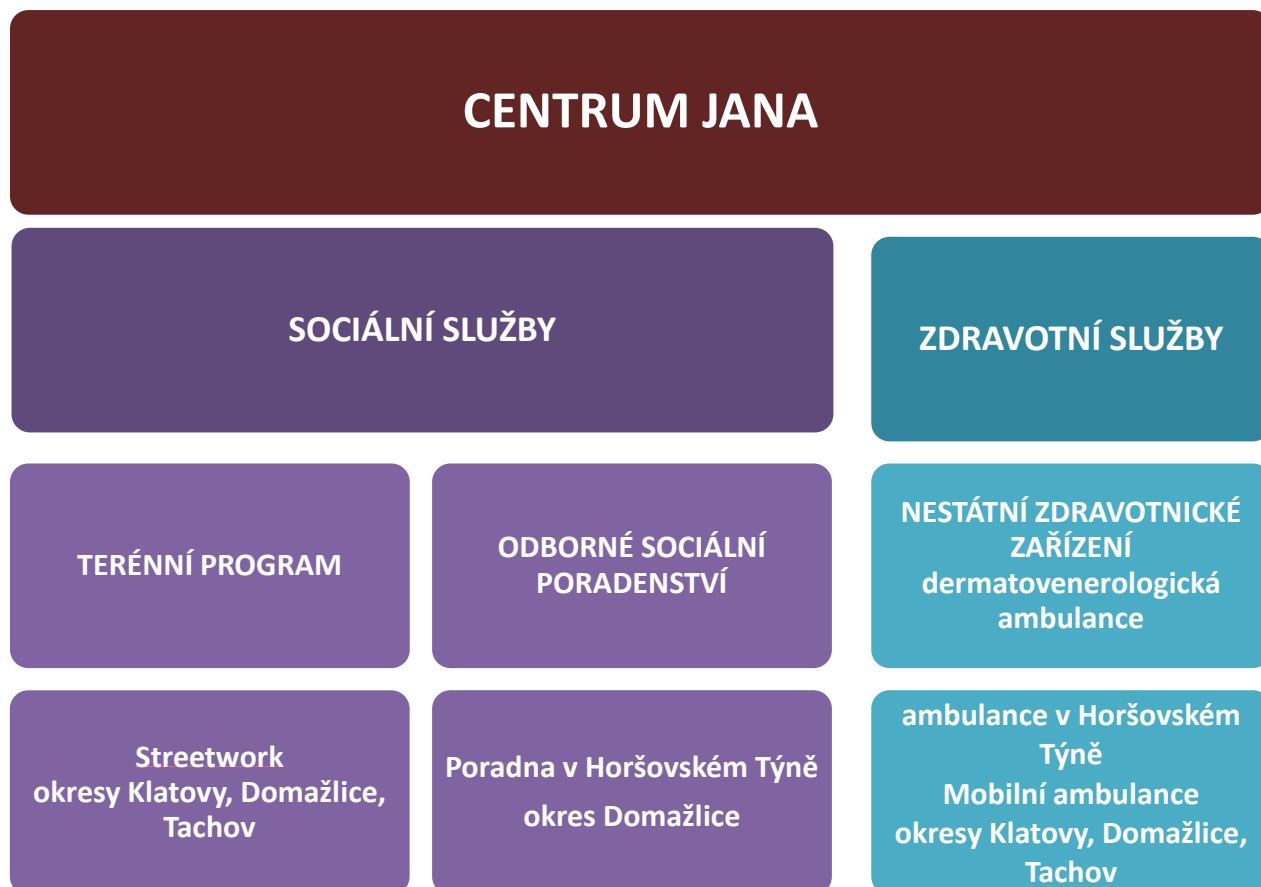 CENTRUM JANA
SOCIÁLNÍ SLUŽBY
ZDRAVOTNÍ SLUŽBY
TERÉNNÍ PROGRAM
ODBORNÉ SOCIÁLNÍ
PORADENSTVÍ
NESTÁTNÍ ZDRAVOTNICKÉ
ZAŘÍZENÍ
dermatovenerologická
ambulance
Streetwork
okresy Klatovy, Domažlice,
Tachov
Poradna v Horšovském Týně
okres Domažlice
ambulance v Horšovském
Týně
Mobilní ambulance
okresy Klatovy, Domažlice,
Tachov